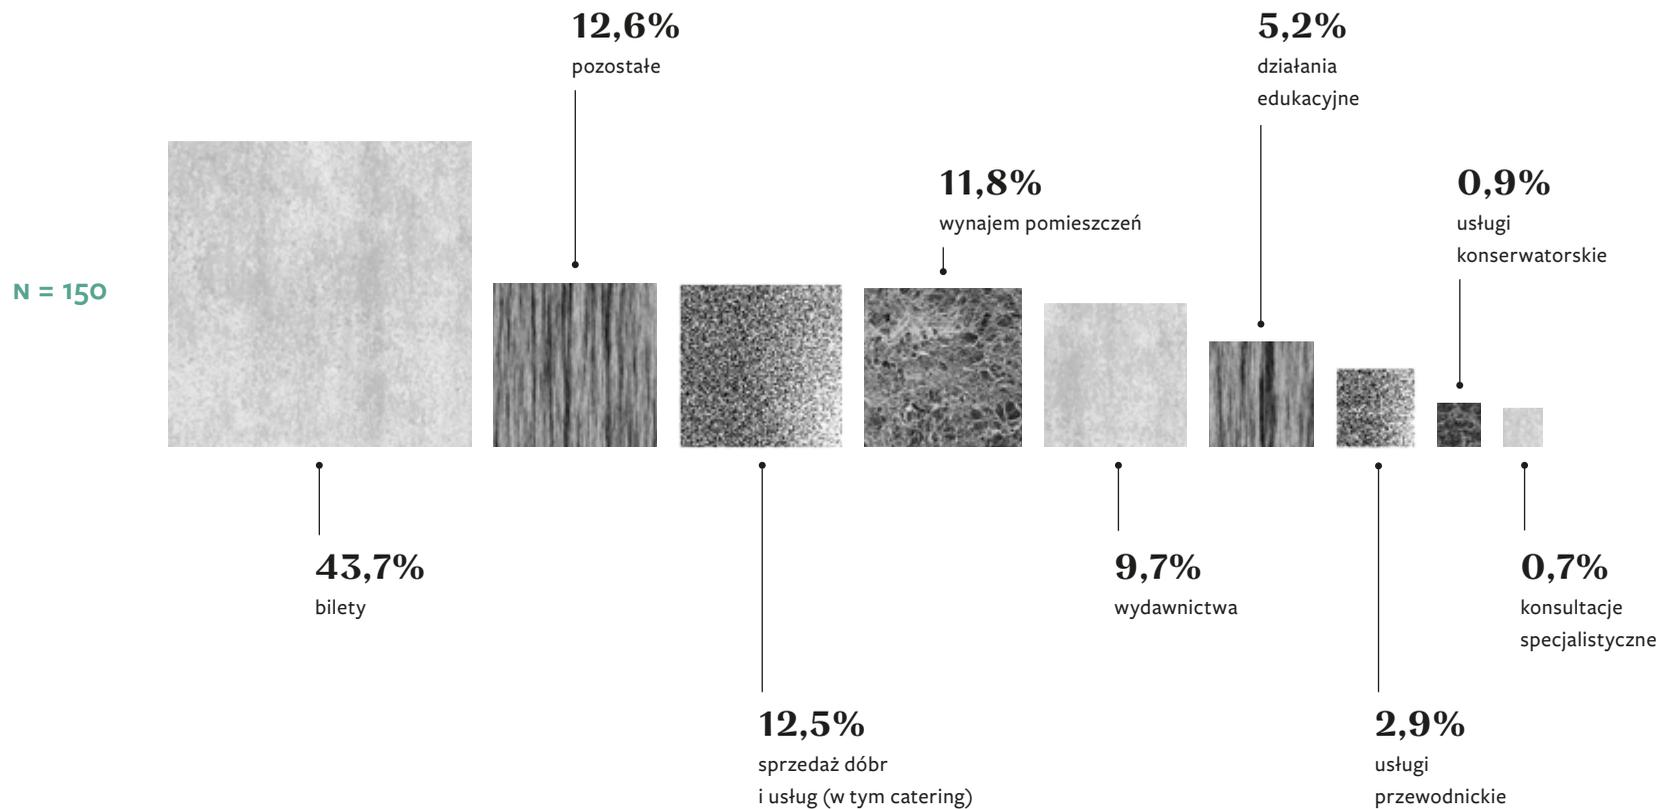 12,6%
pozostałe
5,2%
działania
edukacyjne
11,8%
wynajem pomieszczeń
0,9%
usługi
konserwatorskie
N = 150
43,7%
bilety
9,7%
wydawnictwa
0,7%
konsultacje
specjalistyczne
12,5%
sprzedaż dóbr
i usług (w tym catering)
2,9%
usługi
przewodnickie